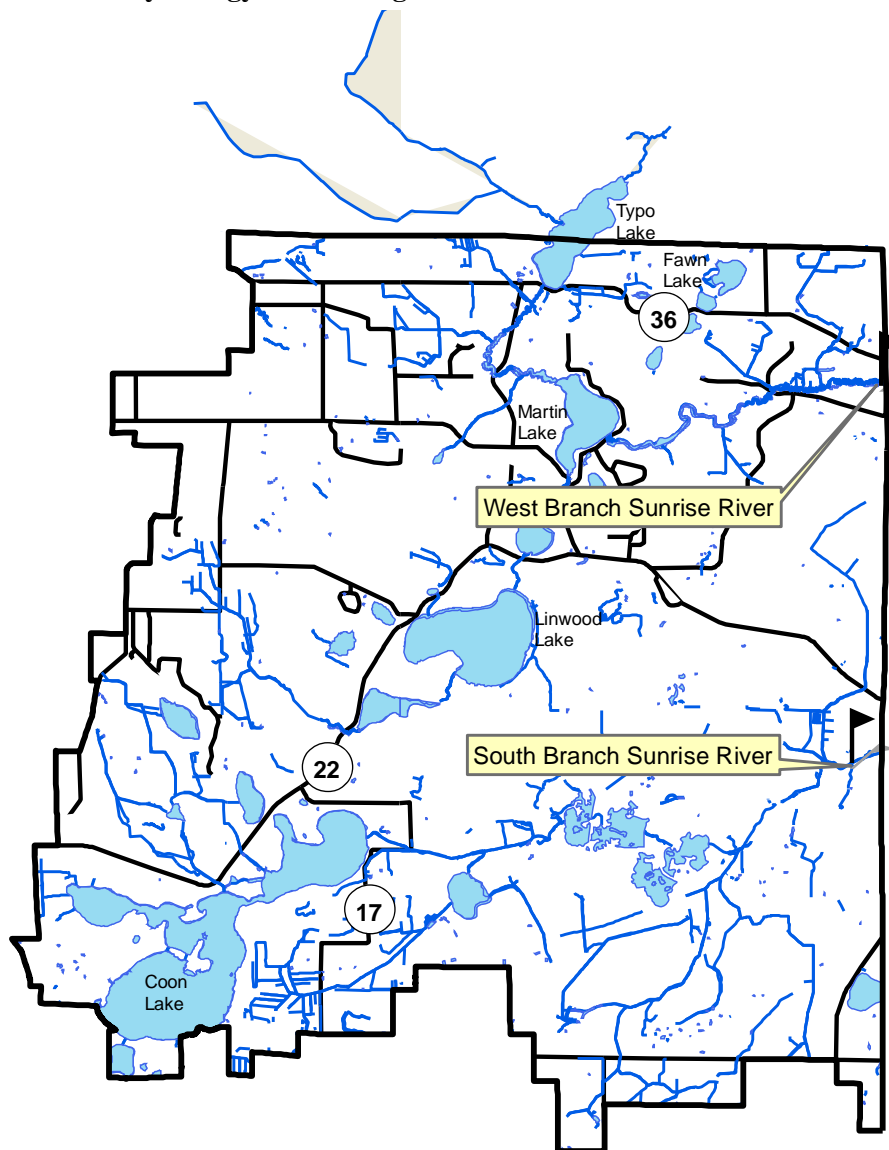 Typo
Lake
Fawn
Lake
36
Martin
Lake
West Branch Sunrise River
Linwood
Lake
South Branch Sunrise River
22
17
Coon
Lake